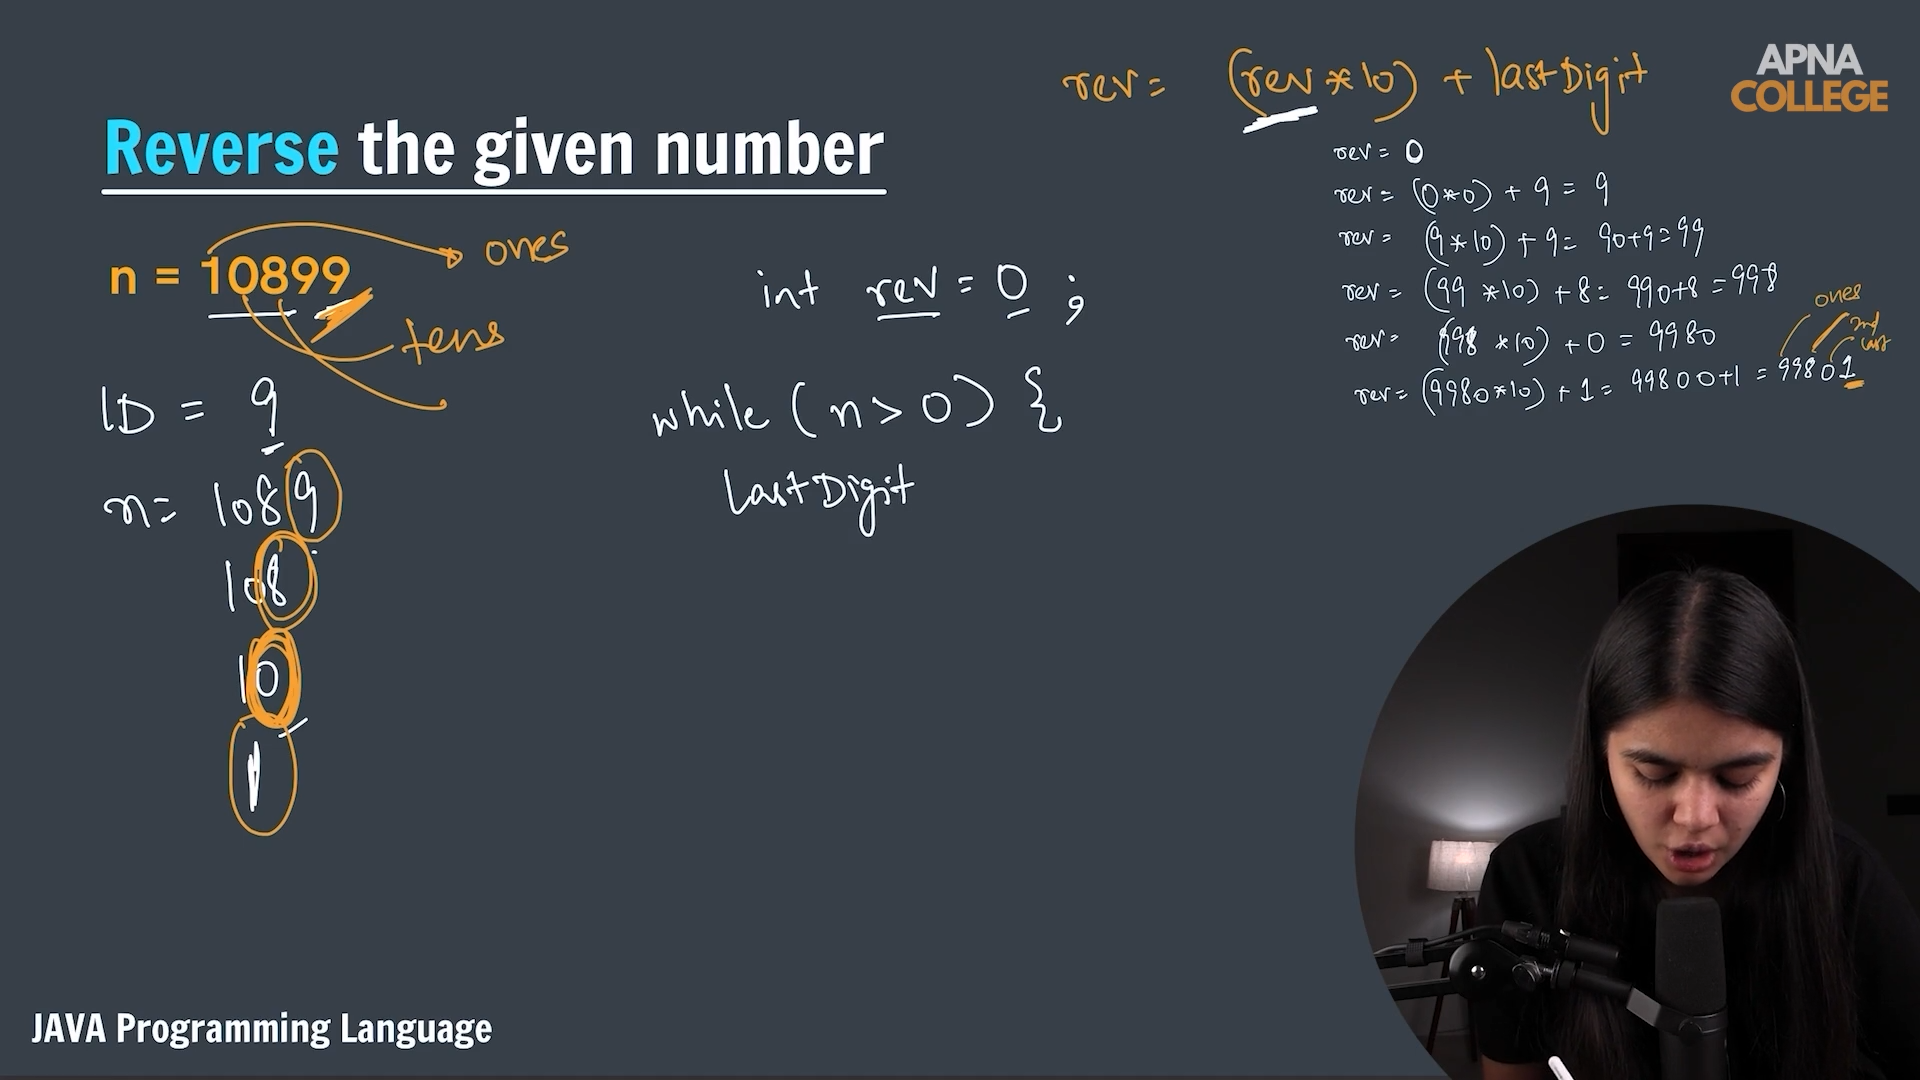 rev = (rev * 10) + lastDigit
APNA
COLLEGE
Reverse the given number
rev = 0
rev = (0*0) + 9 = 9
rev = (9 * 10) + 9 = 90+9=99
rev = (99 *10) + 8 = 990+8 = 998
rev = (998 *10) + 0 = 9980
rev = (9980*10) + 1 = 99800+1 = 99801
ones
2nd
last
n = 10899
ones
tens
int rev = 0 ;
LD = 9
while ( n > 0 ) {
n = 1089
lastDigit
108
10
1
JAVA Programming Language